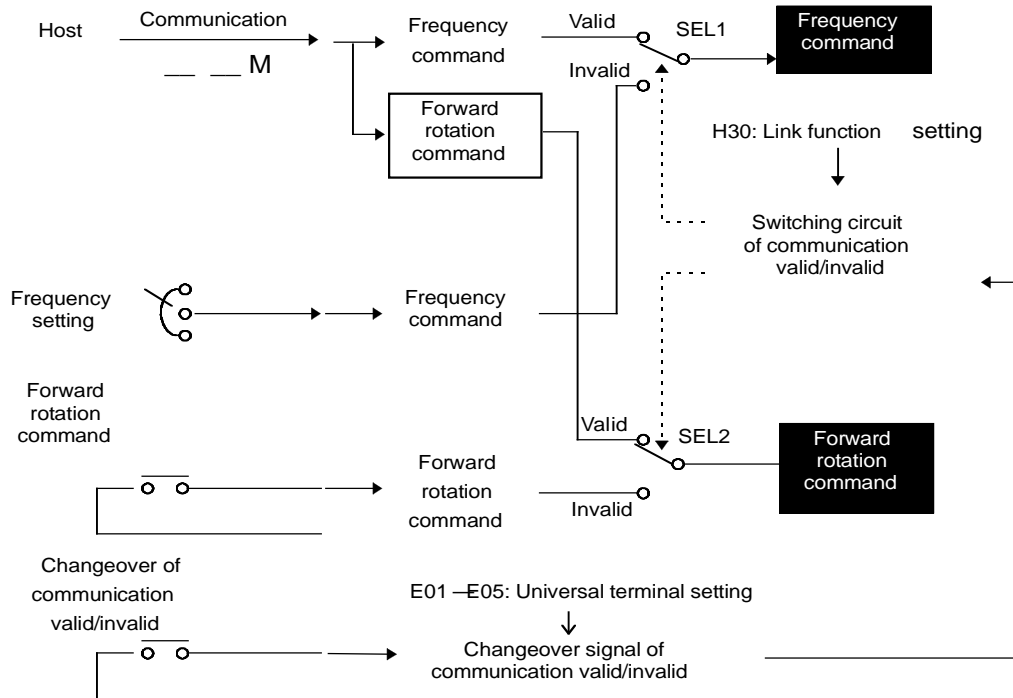 Host
Communication
__ __ M
Frequency
command
Valid
SEL1
Frequency
command
Invalid
Forward
rotation
command
H30: Link function setting
Switching circuit
of communication
valid/invalid
Frequency
setting
Frequency
command
Forward
rotation
command
Valid
SEL2
Forward
rotation
command
Forward
rotation
command
Invalid
Changeover of
communication
valid/invalid
E01 —E05: Universal terminal setting
Changeover signal of
communication valid/invalid